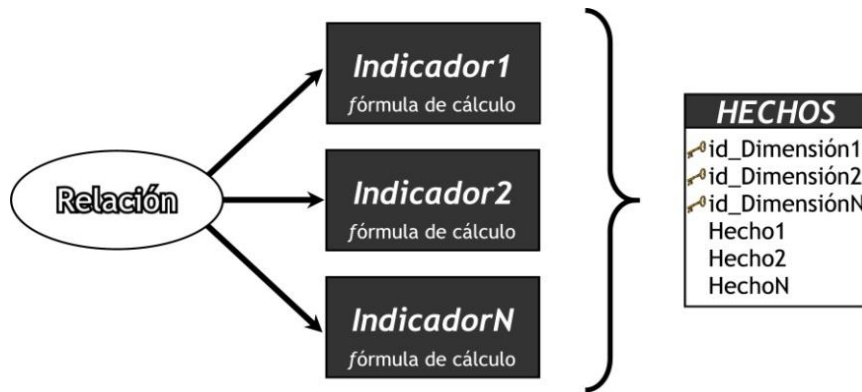 Relación
Indicador1
fórmula de cálculo
Indicador2
fórmula de cálculo
IndicadorN
fórmula de cálculo
HECHOS
id_Dimensión1
id_Dimensión2
id_DimensiónN
Hecho1
Hecho2
HechoN